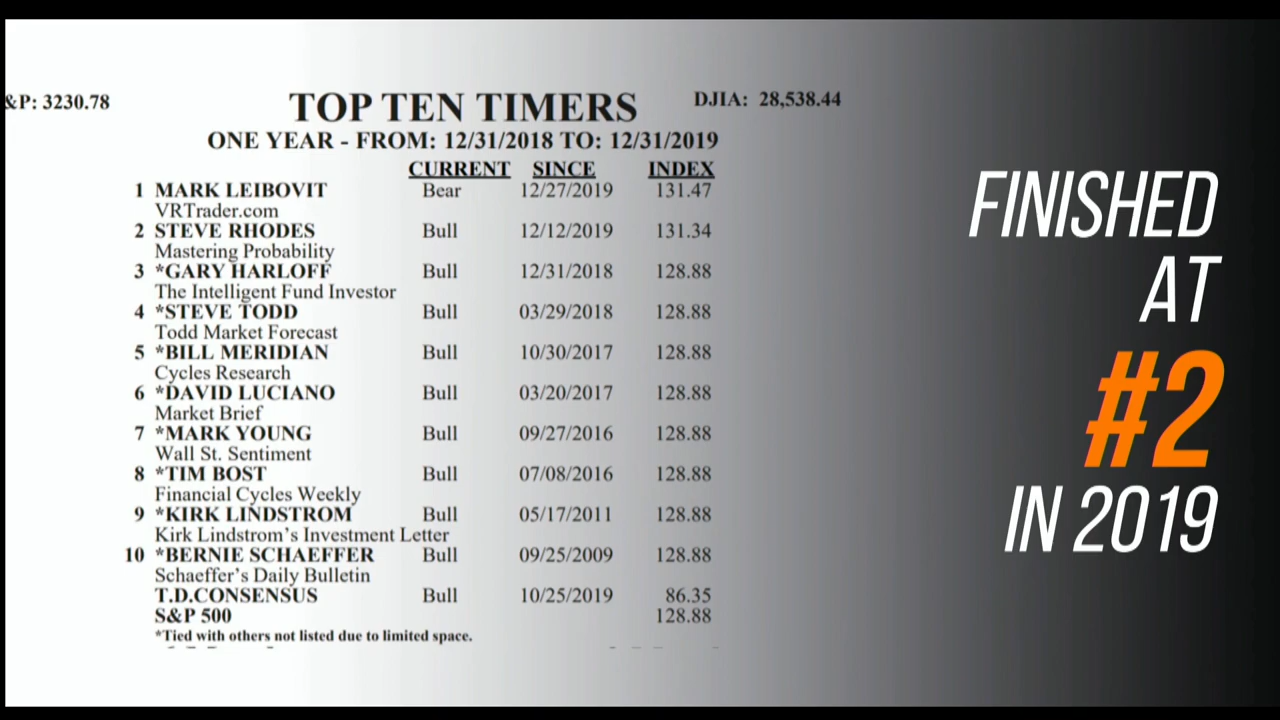 &P: 3230.78
TOP TEN TIMERS
DJIA: 28,538.44
ONE YEAR - FROM: 12/31/2018 TO: 12/31/2019
CURRENT SINCE INDEX
1 MARK LEIBOVIT Bear 12/27/2019 131.47
VRTrader.com
2 STEVE RHODES Bull 12/12/2019 131.34
Mastering Probability
3 *GARY HARLOFF Bull 12/31/2018 128.88
The Intelligent Fund Investor
4 *STEVE TODD Bull 03/29/2018 128.88
Todd Market Forecast
5 *BILL MERIDIAN Bull 10/30/2017 128.88
Cycles Research
6 *DAVID LUCIANO Bull 03/20/2017 128.88
Market Brief
7 *MARK YOUNG Bull 09/27/2016 128.88
Wall St. Sentiment
8 *TIM BOST Bull 07/08/2016 128.88
Financial Cycles Weekly
9 *KIRK LINDSTROM Bull 05/17/2011 128.88
Kirk Lindstrom's Investment Letter
10 *BERNIE SCHAEFFER Bull 09/25/2009 128.88
Schaeffer's Daily Bulletin
T.D.CONSENSUS Bull 10/25/2019 86.35
S&P 500 128.88
*Tied with others not listed due to limited space.
FINISHED
AT
#2
IN 2019